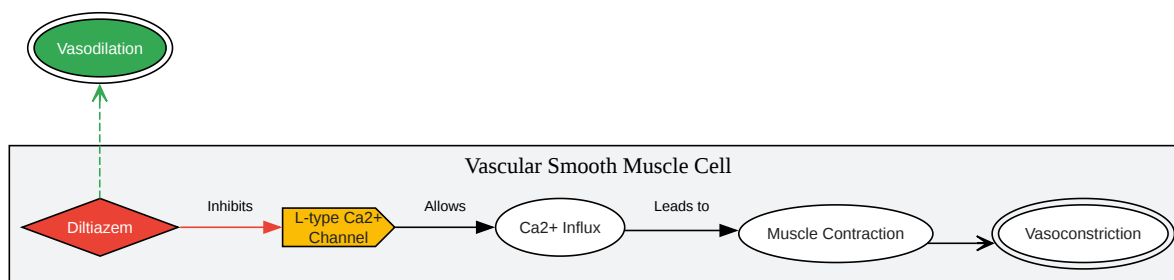 Vasodilation
Vascular Smooth Muscle Cell
Diltiazem
Inhibits
L-type Ca2+
Channel
Allows
Ca2+ Influx
Leads to
Muscle Contraction
Vasoconstriction